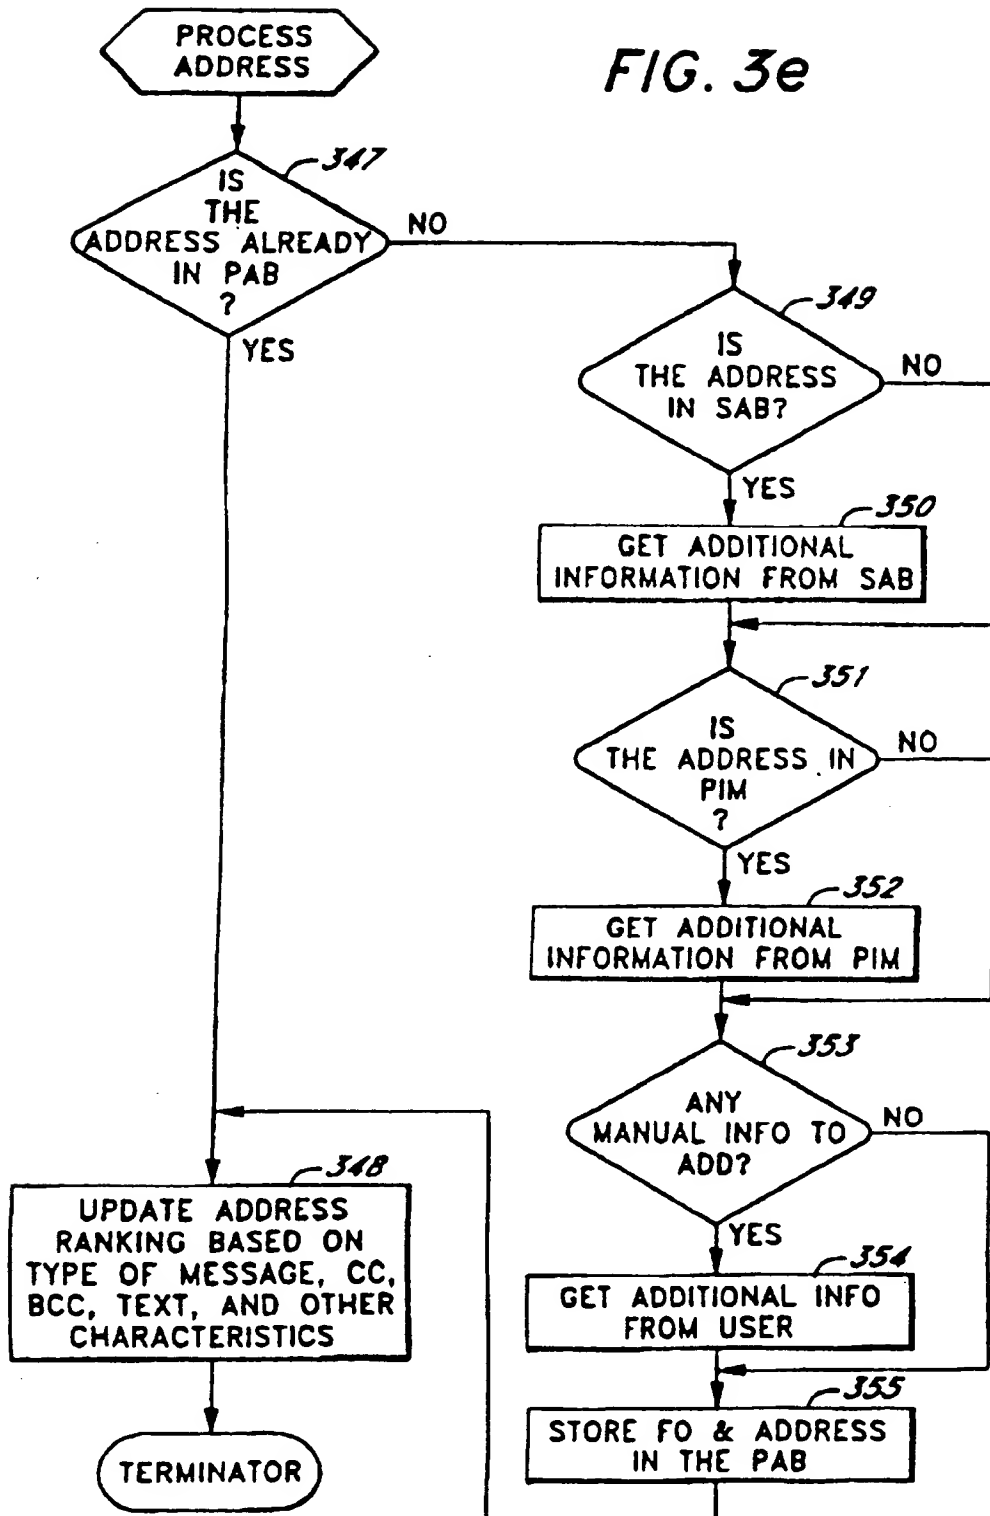 PROCESS
ADDRESS
FIG. 3e
347
IS
THE
ADDRESS ALREADY
IN PAB
?
NO
YES
349
IS
THE ADDRESS
IN SAB?
NO
YES
350
GET ADDITIONAL
INFORMATION FROM SAB
351
IS
THE ADDRESS IN
PIM
?
NO
YES
352
GET ADDITIONAL
INFORMATION FROM PIM
353
ANY
MANUAL INFO TO
ADD?
NO
YES
354
GET ADDITIONAL INFO
FROM USER
355
STORE FO & ADDRESS
IN THE PAB
348
UPDATE ADDRESS
RANKING BASED ON
TYPE OF MESSAGE, CC,
BCC, TEXT, AND OTHER
CHARACTERISTICS
TERMINATOR